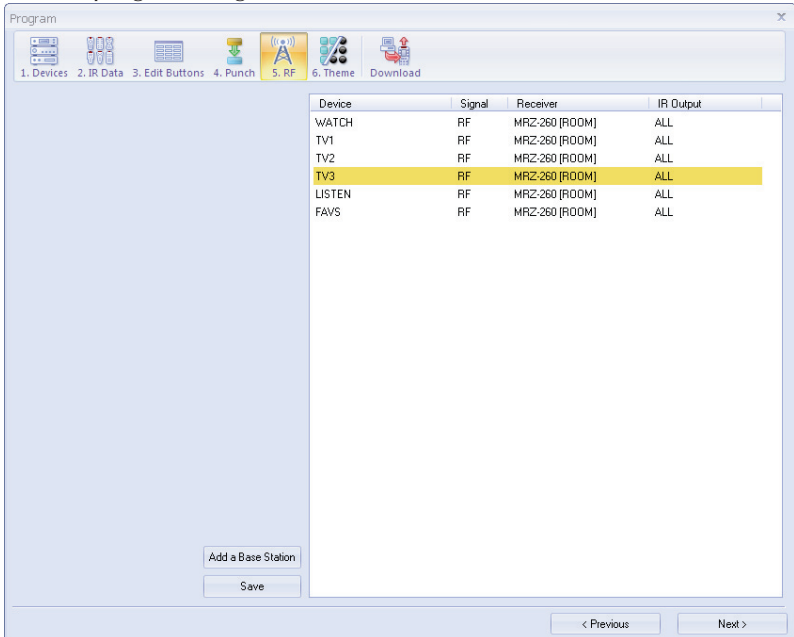 Program x
1. Devices 2. IR Data 3. Edit Buttons 4. Punch 5. RF 6. Theme Download
Device Signal Receiver IR Output
WATCH RF MRZ-260 [ROOM] ALL
TV1 RF MRZ-260 [ROOM] ALL
TV2 RF MRZ-260 [ROOM] ALL
TV3 RF MRZ-260 [ROOM] ALL
LISTEN RF MRZ-260 [ROOM] ALL
FAVS RF MRZ-260 [ROOM] ALL
Add a Base Station
Save
< Previous Next >